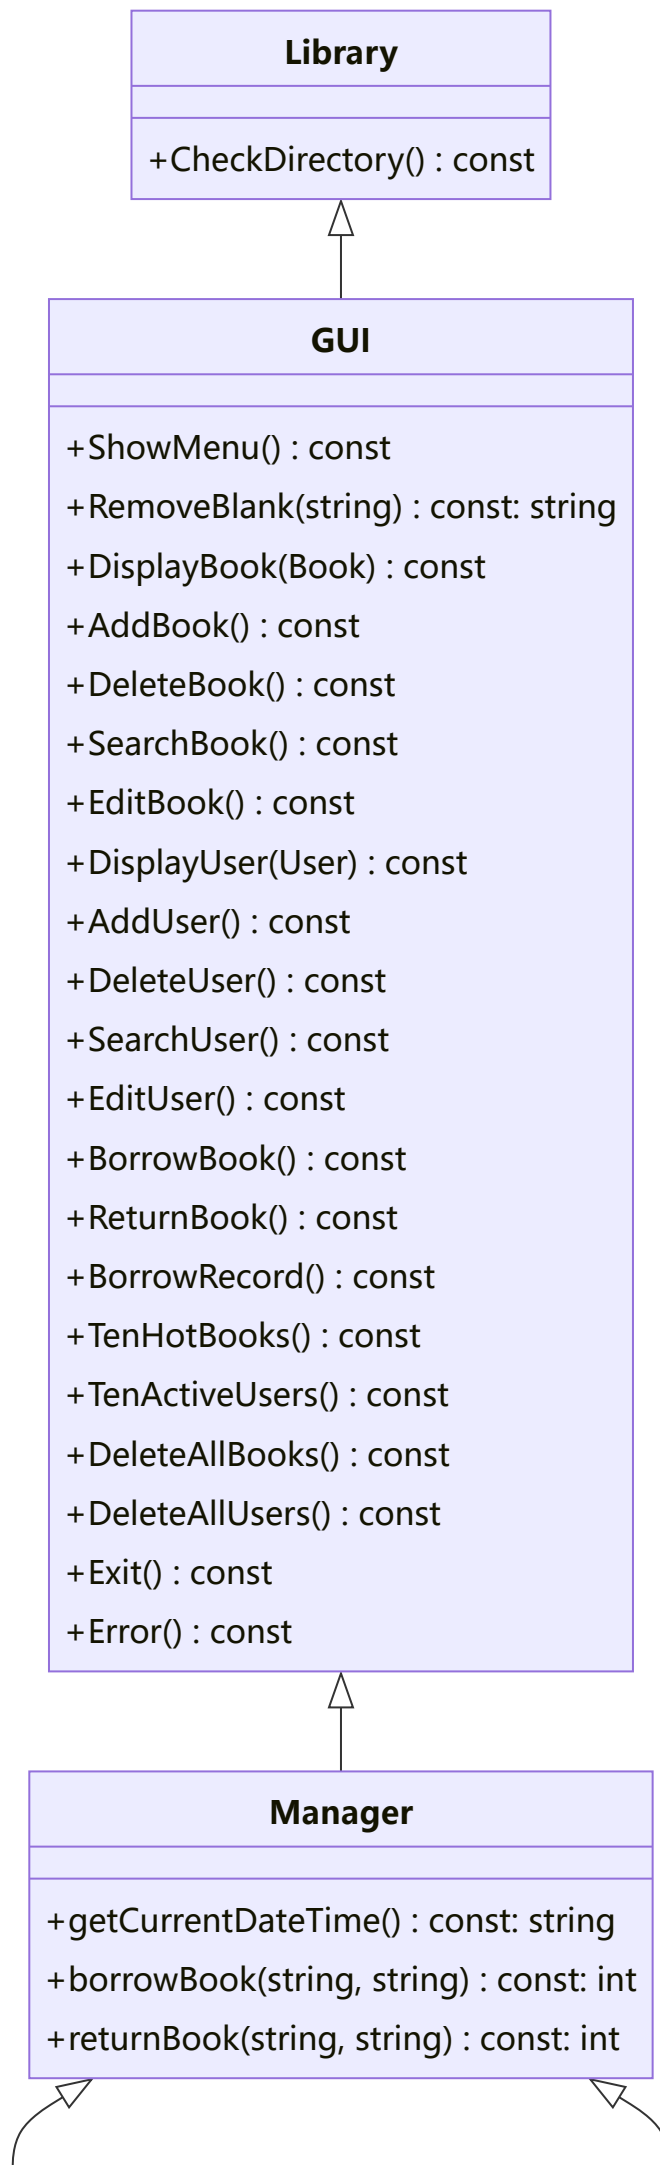 Library
+CheckDirectory() : const
GUI
+ShowMenu() : const
+RemoveBlank(string) : const: string
+DisplayBook(Book) : const
+AddBook() : const
+DeleteBook() : const
+SearchBook() : const
+EditBook() : const
+DisplayUser(User) : const
+AddUser() : const
+DeleteUser() : const
+SearchUser() : const
+EditUser() : const
+BorrowBook() : const
+ReturnBook() : const
+BorrowRecord() : const
+TenHotBooks() : const
+TenActiveUsers() : const
+DeleteAllBooks() : const
+DeleteAllUsers() : const
+Exit() : const
+Error() : const
Manager
+getCurrentDateTime() : const: string
+borrowBook(string, string) : const: int
+returnBook(string, string) : const: int